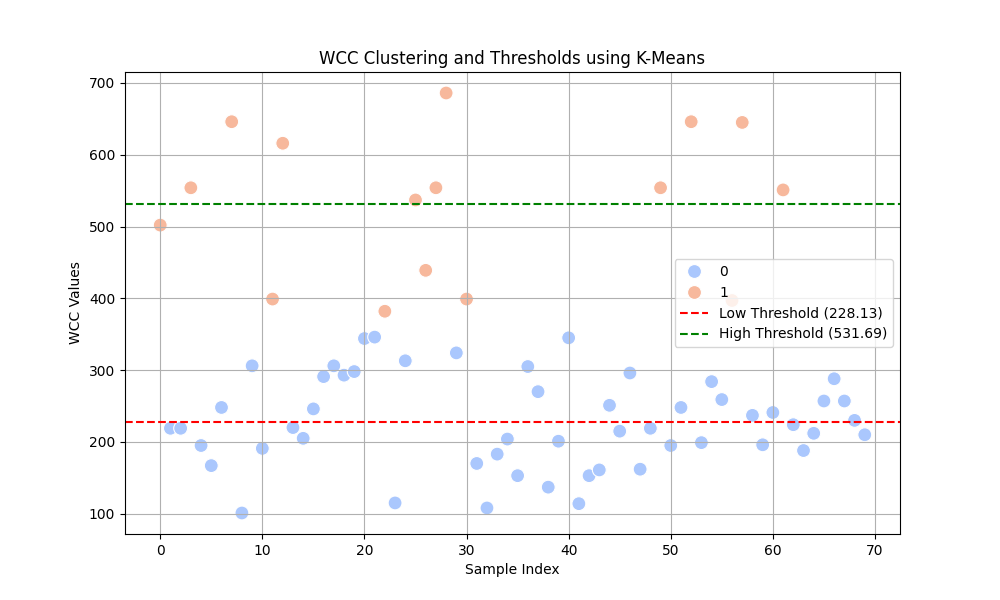 WCC Clustering and Thresholds using K-Means
WCC Values
700
600
500
400
300
200
100
0
1
Low Threshold (228.13)
High Threshold (531.69)
0 10 20 30 40 50 60 70
Sample Index